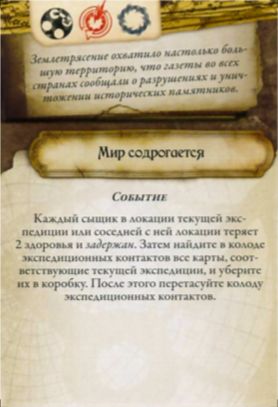 Землетрясение охватило настолько боль-
шую территорию, что газеты во всех
странах сообщали о разрушениях и унич-
тожении исторических памятников.
Мир содрогается
Событие
Каждый сыщик в локации текущей экс-
педиции или соседней с ней локации теряет
2 здоровья и задержан. Затем найдите в колоде
экспедиционных контактов все карты, соот-
ветствующие текущей экспедиции, и уберите
их в коробку. После этого перетасуйте колоду
экспедиционных контактов.